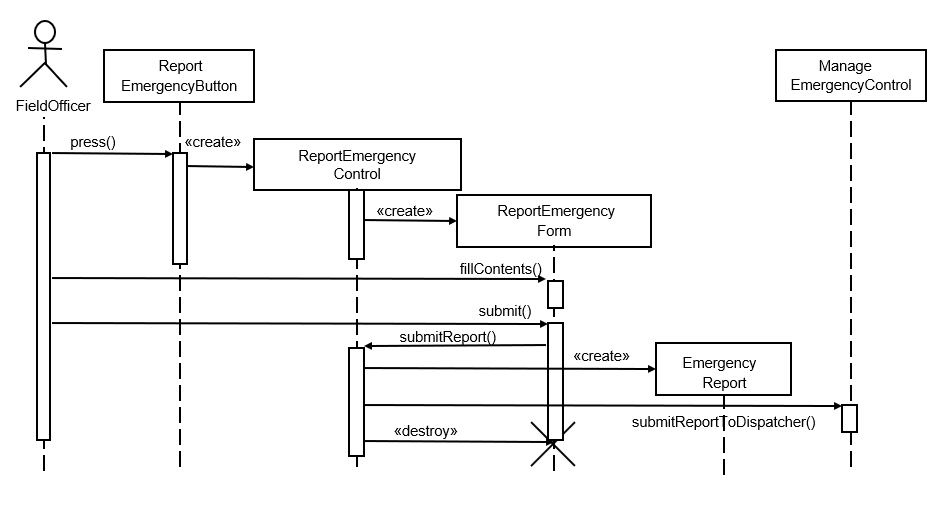 FieldOfficer
Report
EmergencyButton
Manage
EmergencyControl
press()
«create»
ReportEmergency
Control
«create»
ReportEmergency
Form
fillContents()
submit()
submitReport()
«create»
Emergency
Report
submitReportToDispatcher()
«destroy»